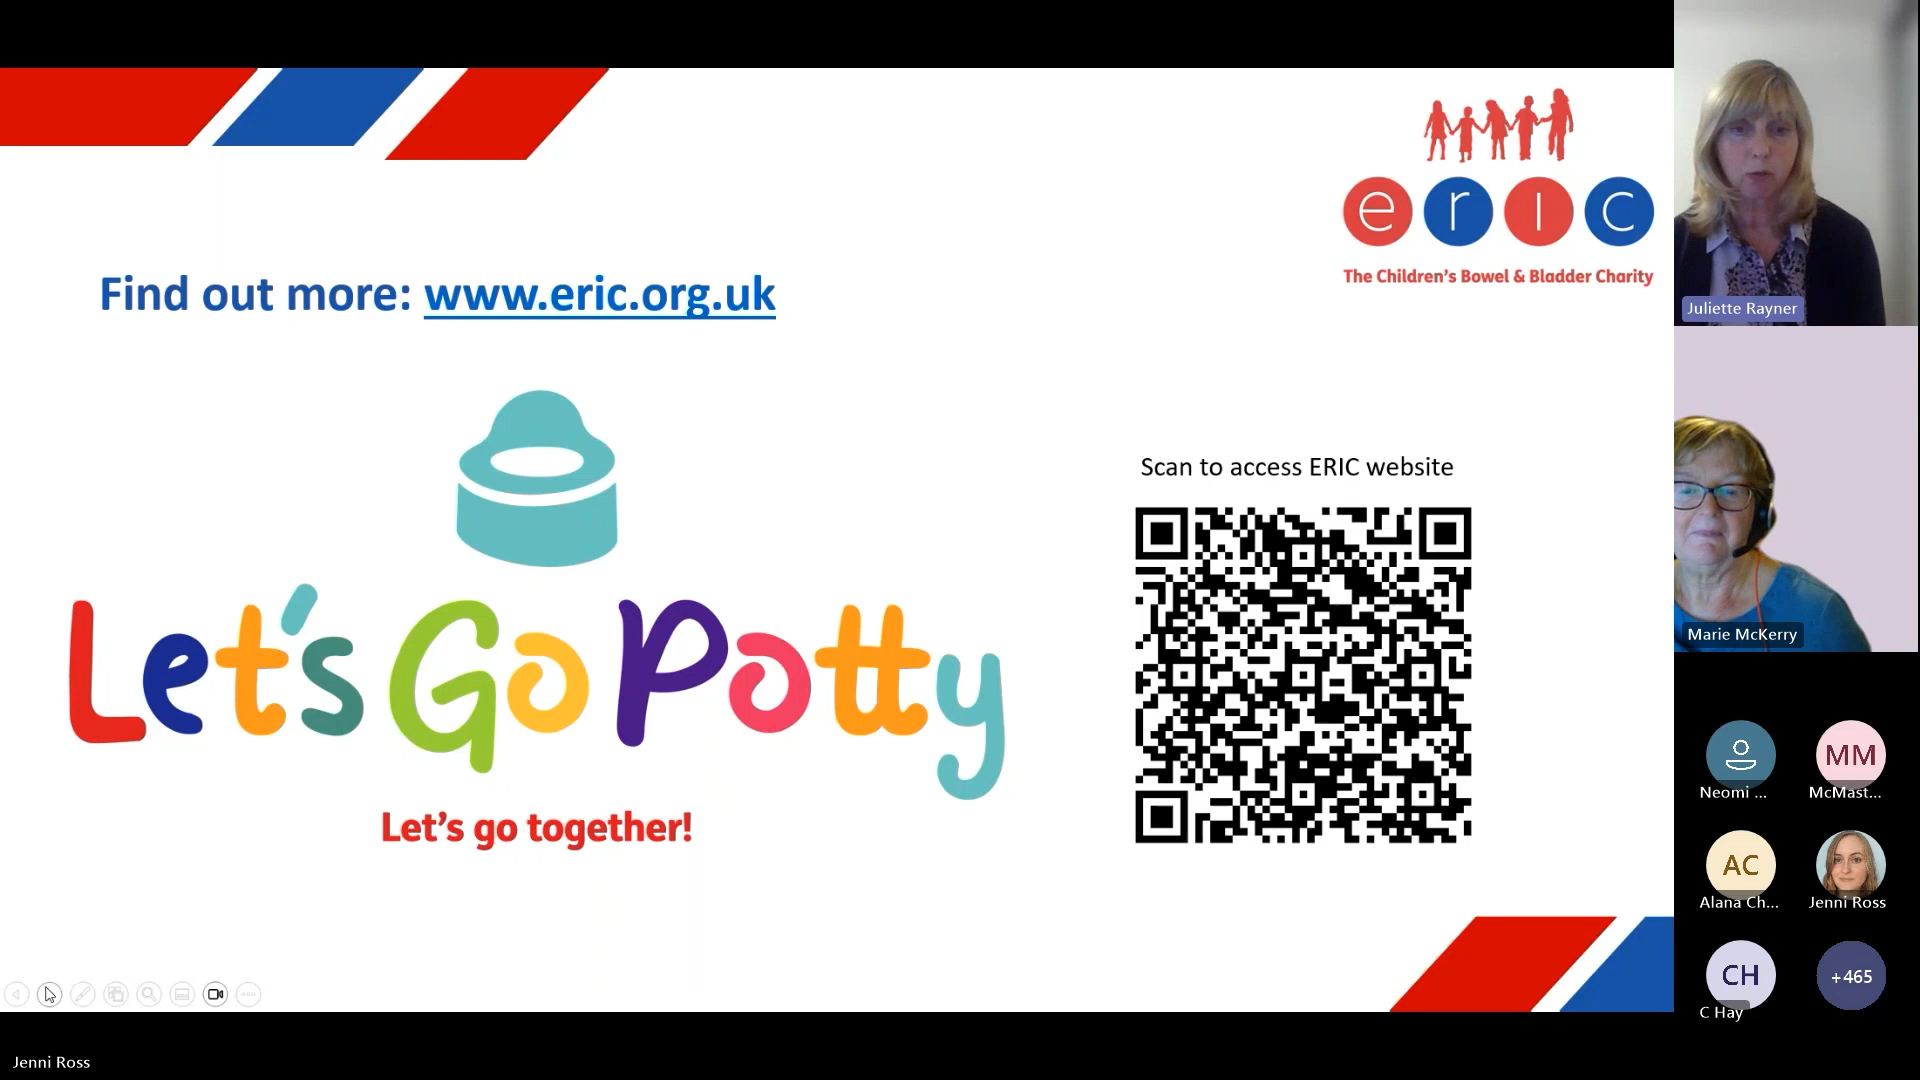 eric
The Children's Bowel & Bladder Charity
Find out more: www.eric.org.uk
Scan to access ERIC website
Let's Go Potty
Let's go together!
Juliette Rayner
Marie McKerry
Neomi ...
MM
McMast...
AC
Alana Ch...
Jenni Ross
CH
C Hay
+465
Jenni Ross